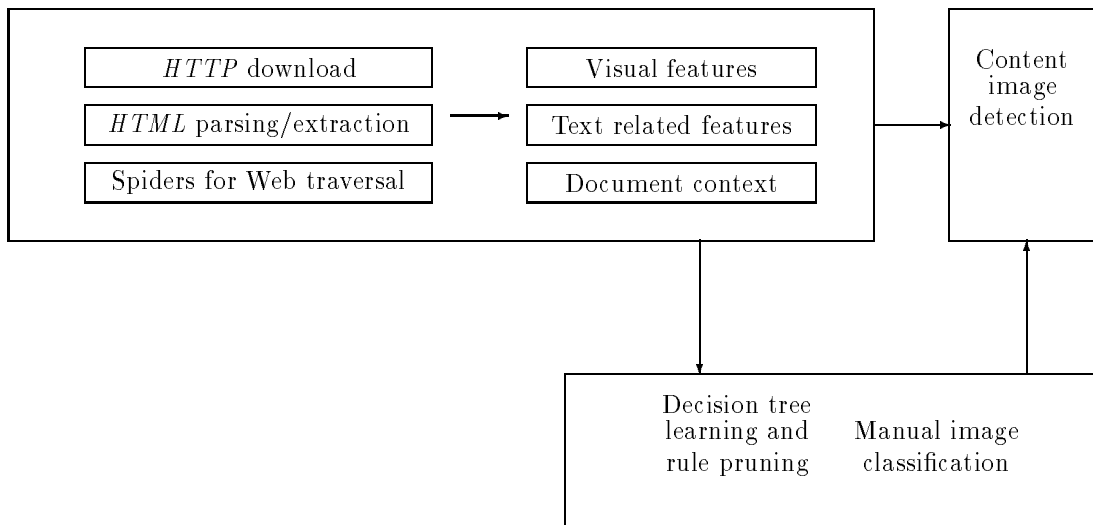 HTTP download
HTML parsing/extraction
Spiders for Web traversal
Visual features
Text related features
Document context
Content
image
detection
Decision tree
learning and
rule pruning
Manual image
classification